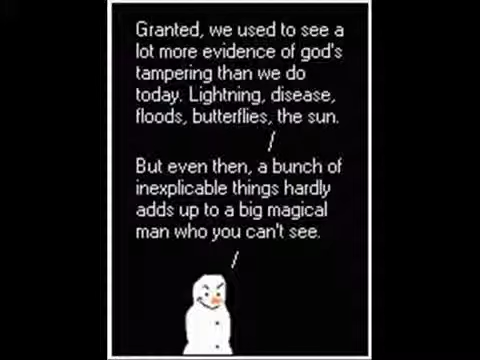 Granted, we used to see a
lot more evidence of god's
tampering than we do
today. Lightning, disease,
floods, butterflies, the sun.
But even then, a bunch of
inexplicable things hardly
adds up to a big magical
man who you can't see.